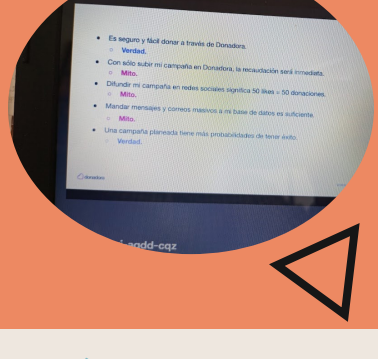 Es seguro y fácil donar a través de Donadora.
Verdad.
Con sólo subir mi campaña en Donadora, la recaudación será inmediata.
Mito.
Difundir mi campaña en redes sociales significa 50 likes = 50 donaciones.
Mito.
Mandar mensajes y correos masivos a mi base de datos es suficiente.
Mito.
Una campaña planeada tiene más probabilidades de tener éxito.
Verdad.
donadora
agdd-cqz